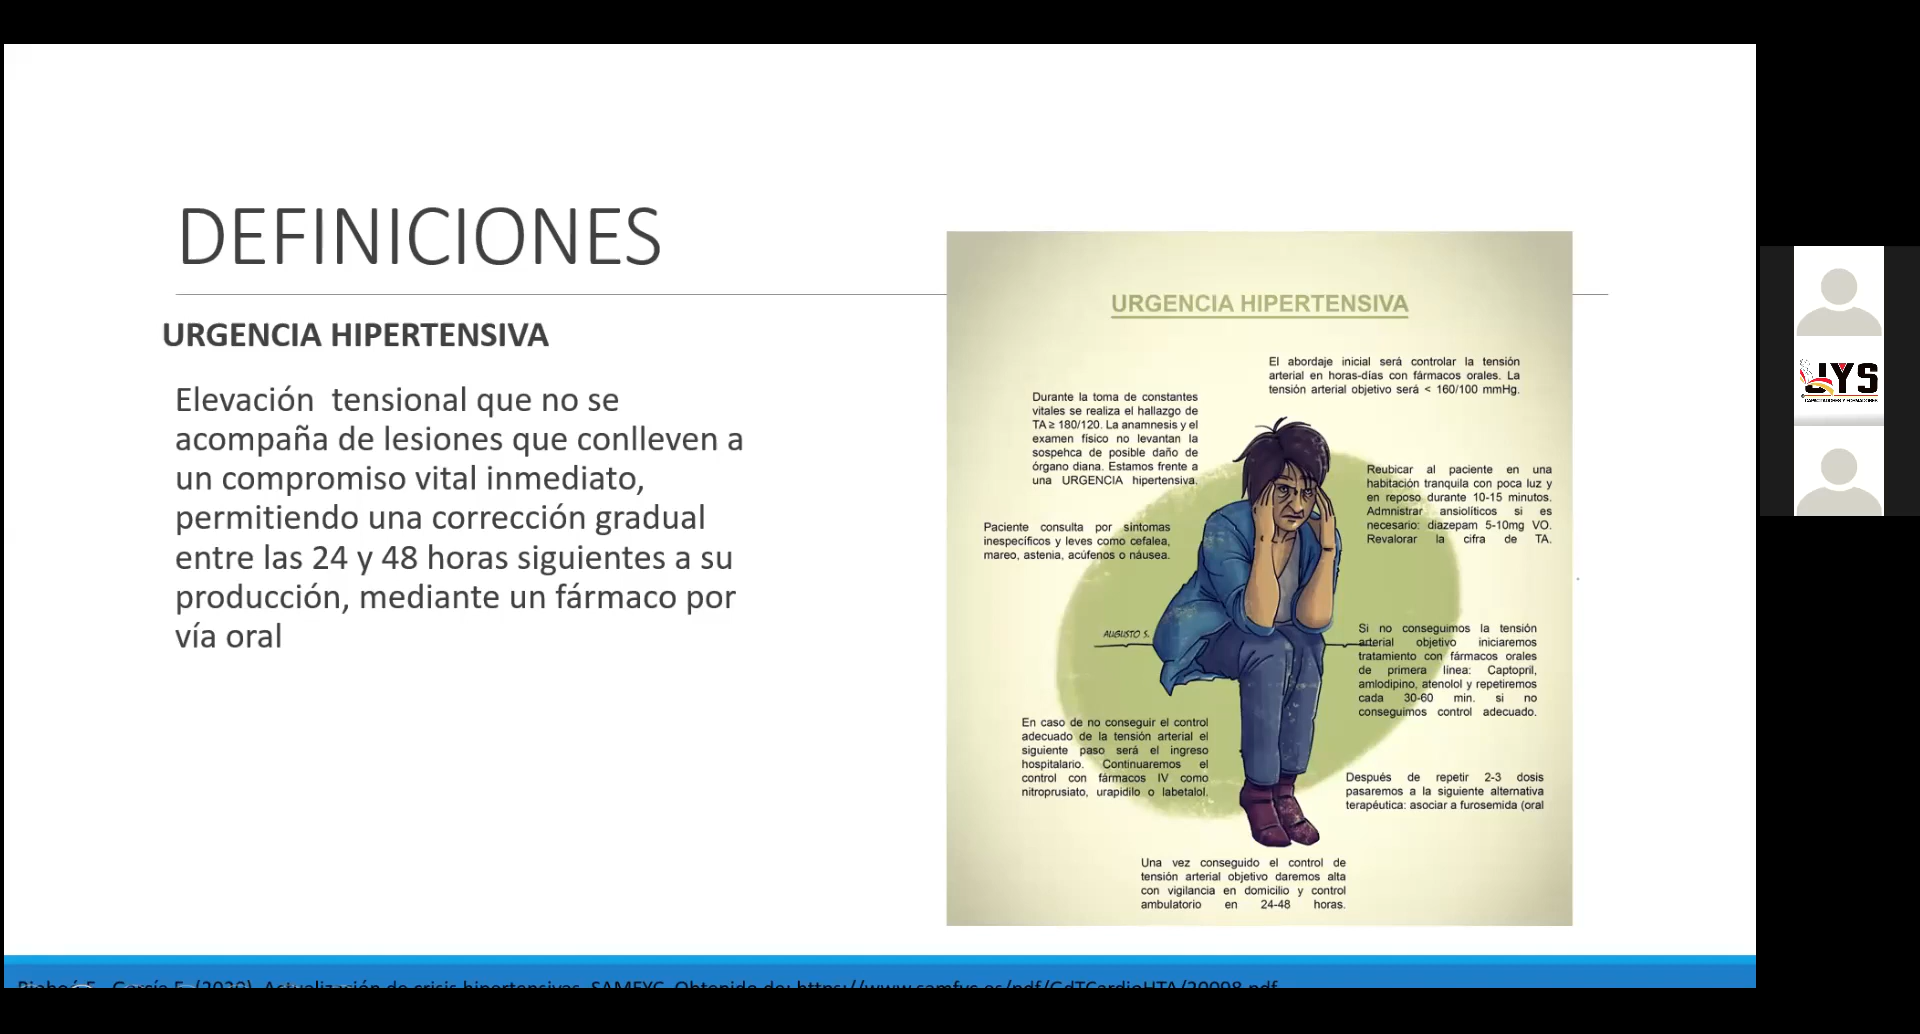 DEFINICIONES
URGENCIA HIPERTENSIVA
Elevación tensional que no se
acompaña de lesiones que conlleven a
un compromiso vital inmediato,
permitiendo una corrección gradual
entre las 24 y 48 horas siguientes a su
producción, mediante un fármaco por
vía oral
URGENCIA HIPERTENSIVA
El abordaje inicial será controlar la tensión
arterial en horas-días con fármacos orales. La
tensión arterial objetivo será < 160/100 mmHg.
Durante la toma de constantes
vitales se realiza el hallazgo de
TA ≥ 180/120. La anamnesis y el
examen físico no levantan la
sospehca de posible daño de
órgano diana. Estamos frente a
una URGENCIA hipertensiva.
Reubicar al paciente en una
habitación tranquila con poca luz y
en reposo durante 10-15 minutos.
Admnistrar ansiolíticos si es
necesario: diazepam 5-10mg VO.
Revalorar la cifra de TA.
Paciente consulta por síntomas
inespecíficos y leves como cefalea,
mareo, astenia, acúfenos o náusea.
AUGUSTO S.
Si no conseguimos la tensión
arterial objetivo iniciaremos
tratamiento con fármacos orales
de primera línea: Captopril,
amlodipino, atenolol y repetiremos
cada 30-60 min. si no
conseguimos control adecuado.
En caso de no conseguir el control
adecuado de la tensión arterial el
siguiente paso será el ingreso
hospitalario. Continuaremos el
control con fármacos IV como
nitroprusiato, urapidilo o labetalol.
Después de repetir 2-3 dosis
pasaremos a la siguiente alternativa
terapéutica: asociar a furosemida (oral
Una vez conseguido el control de
tensión arterial objetivo daremos alta
con vigilancia en domicilio y control
ambulatorio en 24-48 horas.
Actualización de crisis hipertensivas. SAMFYC. Obtenido de:
JYS